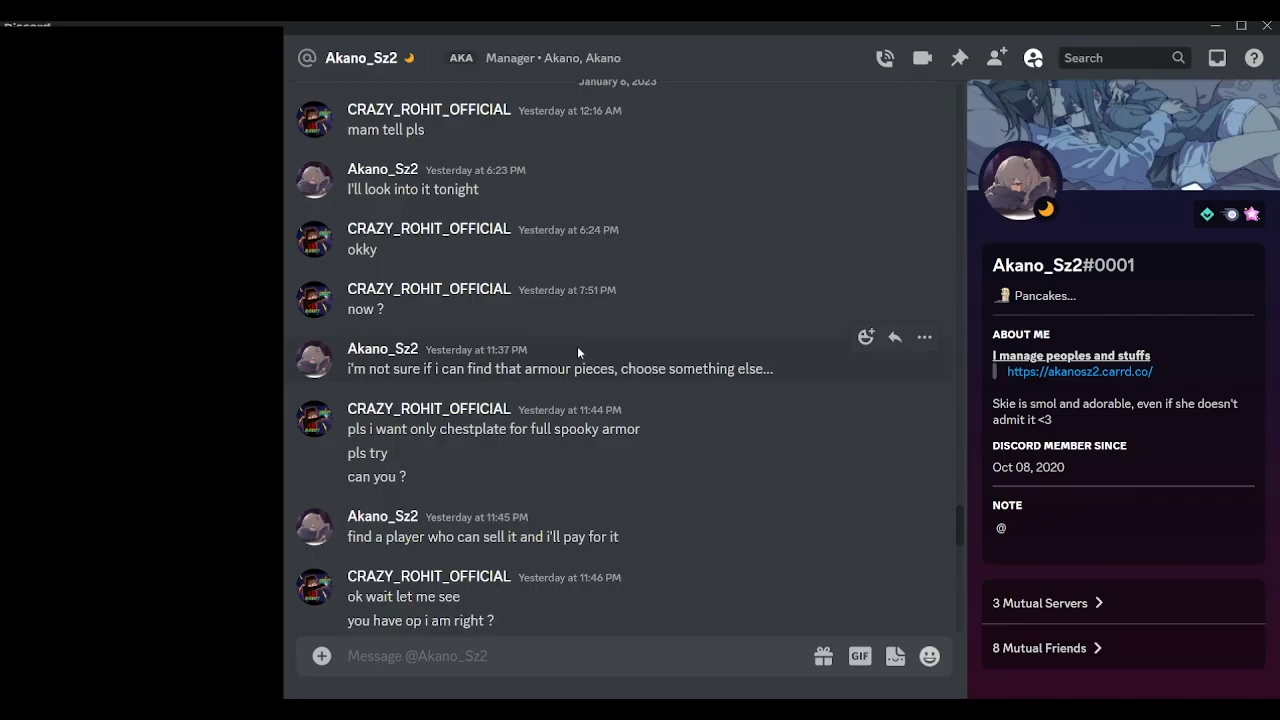 Discord
@ Akano_Sz2 AKA Manager • Akano, Akano
Search
January 6, 2023
CRAZY_ROHIT_OFFICIAL Yesterday at 12:16 AM
mam tell pls
Akano_Sz2 Yesterday at 6:23 PM
I'll look into it tonight
CRAZY_ROHIT_OFFICIAL Yesterday at 6:24 PM
okky
CRAZY_ROHIT_OFFICIAL Yesterday at 7:51 PM
now ?
Akano_Sz2 Yesterday at 11:37 PM
i'm not sure if i can find that armour pieces, choose something else...
CRAZY_ROHIT_OFFICIAL Yesterday at 11:44 PM
pls i want only chestplate for full spooky armor
pls try
can you ?
Akano_Sz2 Yesterday at 11:45 PM
find a player who can sell it and i'll pay for it
CRAZY_ROHIT_OFFICIAL Yesterday at 11:46 PM
ok wait let me see
you have op i am right ?
Message @Akano_Sz2
GIF
Akano_Sz2#0001
Pancakes...
ABOUT ME
I manage peoples and stuffs
https://akanosz2.carrd.co/
Skie is smol and adorable, even if she doesn't
admit it <3
DISCORD MEMBER SINCE
Oct 08, 2020
NOTE
@
3 Mutual Servers
8 Mutual Friends